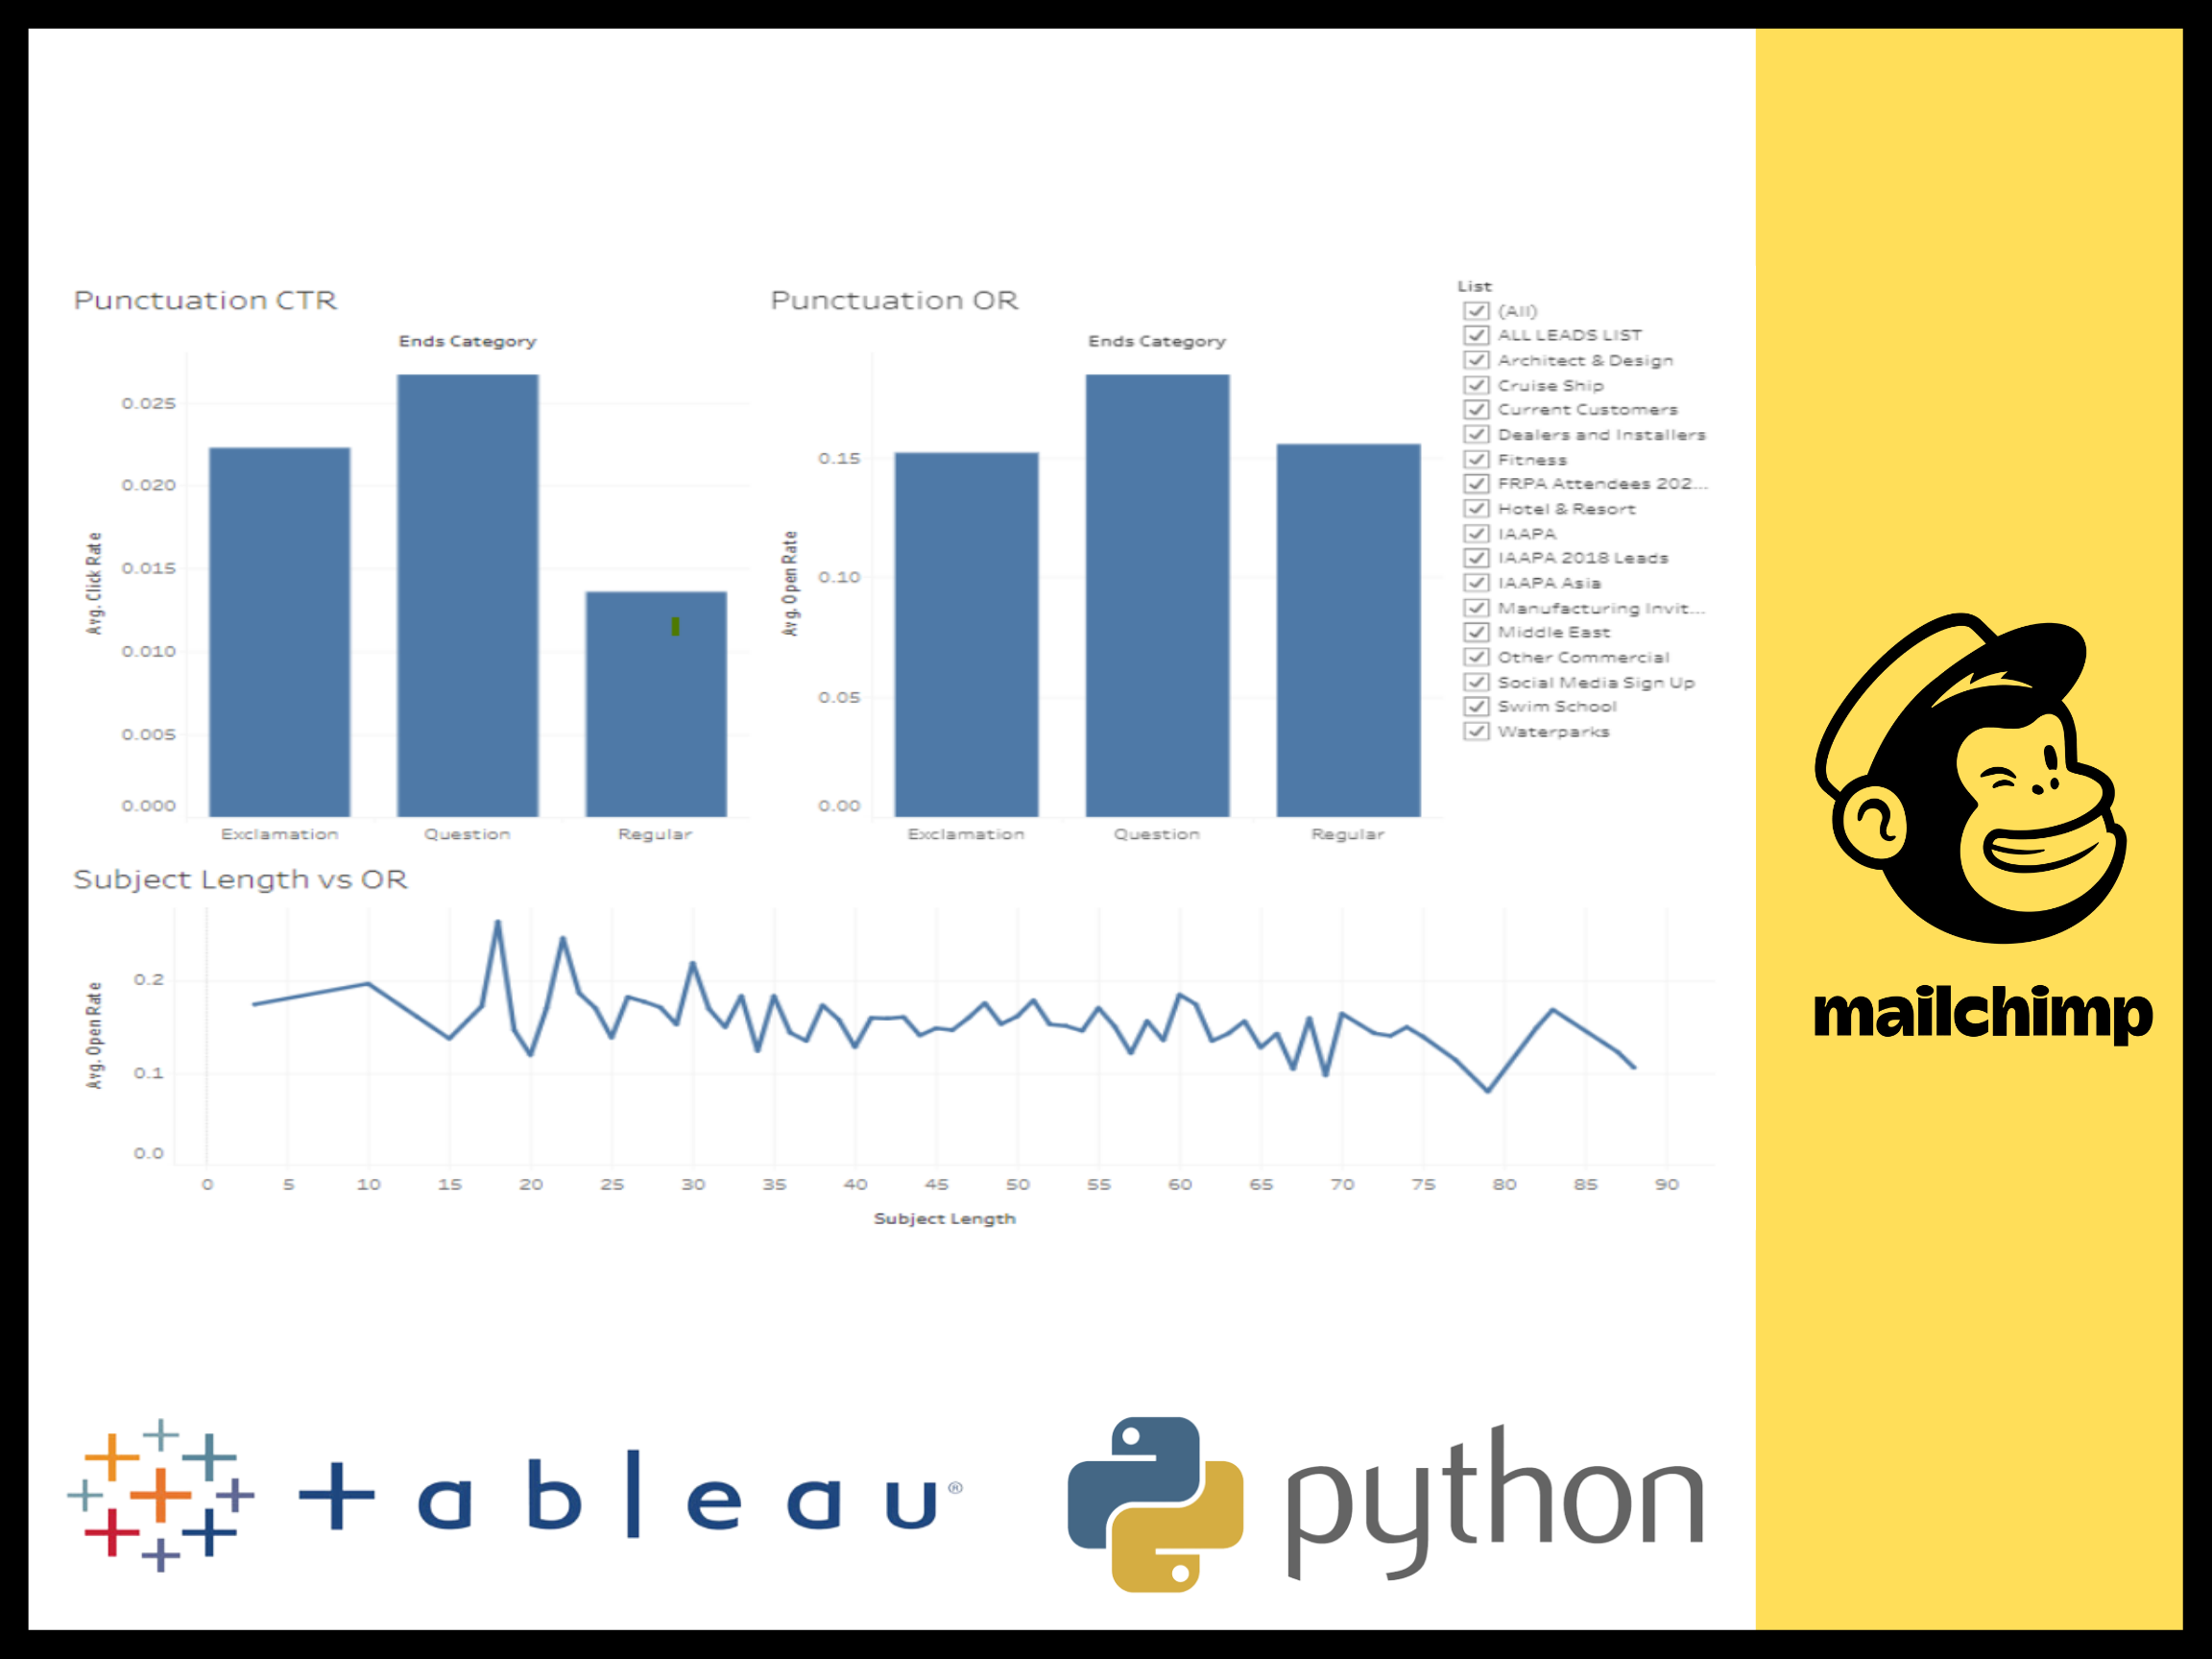 Punctuation CTR
Ends Category
0.025
0.020
0.015
0.010
0.005
0.000
Avg. Click Rate
Exclamation Question Regular
Punctuation OR
Ends Category
0.15
0.10
0.05
0.00
Avg. Open Rate
Exclamation Question Regular
List
(All)
ALL LEADS LIST
Architect & Design
Cruise Ship
Current Customers
Dealers and Installers
Fitness
FRPA Attendees 202...
Hotel & Resort
IAAPA
IAAPA 2018 Leads
IAAPA Asia
Manufacturing Invit...
Middle East
Other Commercial
Social Media Sign Up
Swim School
Waterparks
Subject Length vs OR
0.2
0.1
0.0
Avg. Open Rate
0 5 10 15 20 25 30 35 40 45 50 55 60 65 70 75 80 85 90
Subject Length
mailchimp
+ableau®
python